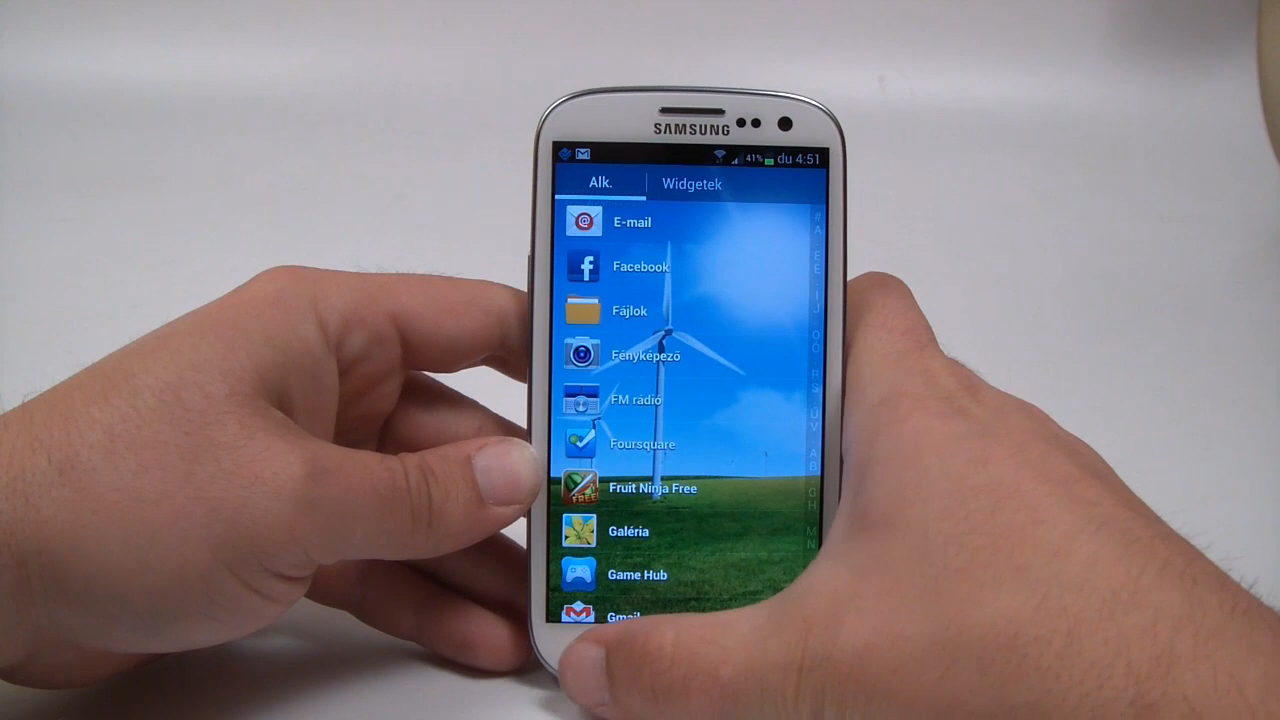 SAMSUNG
41% du 4:51
Alk. Widgetek
E-mail
Facebook
Fájlok
Fényképező
FM rádió
Foursquare
Fruit Ninja Free
Galéria
Game Hub
Gmail